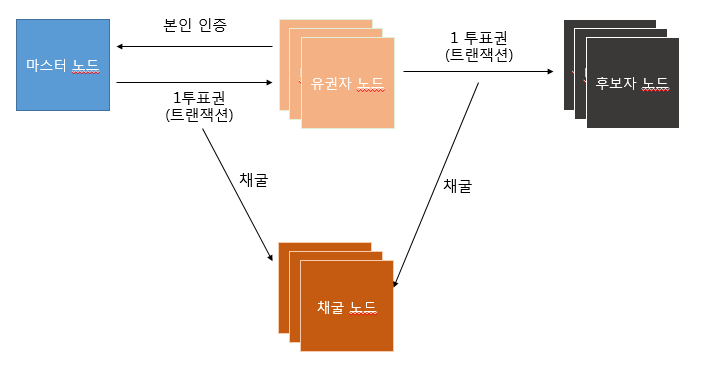 본인 인증
마스터 노드
1투표권
(트랜잭션)
유권자 노드
1 투표권
(트랜잭션)
후보자 노드
채굴
채굴
채굴 노드